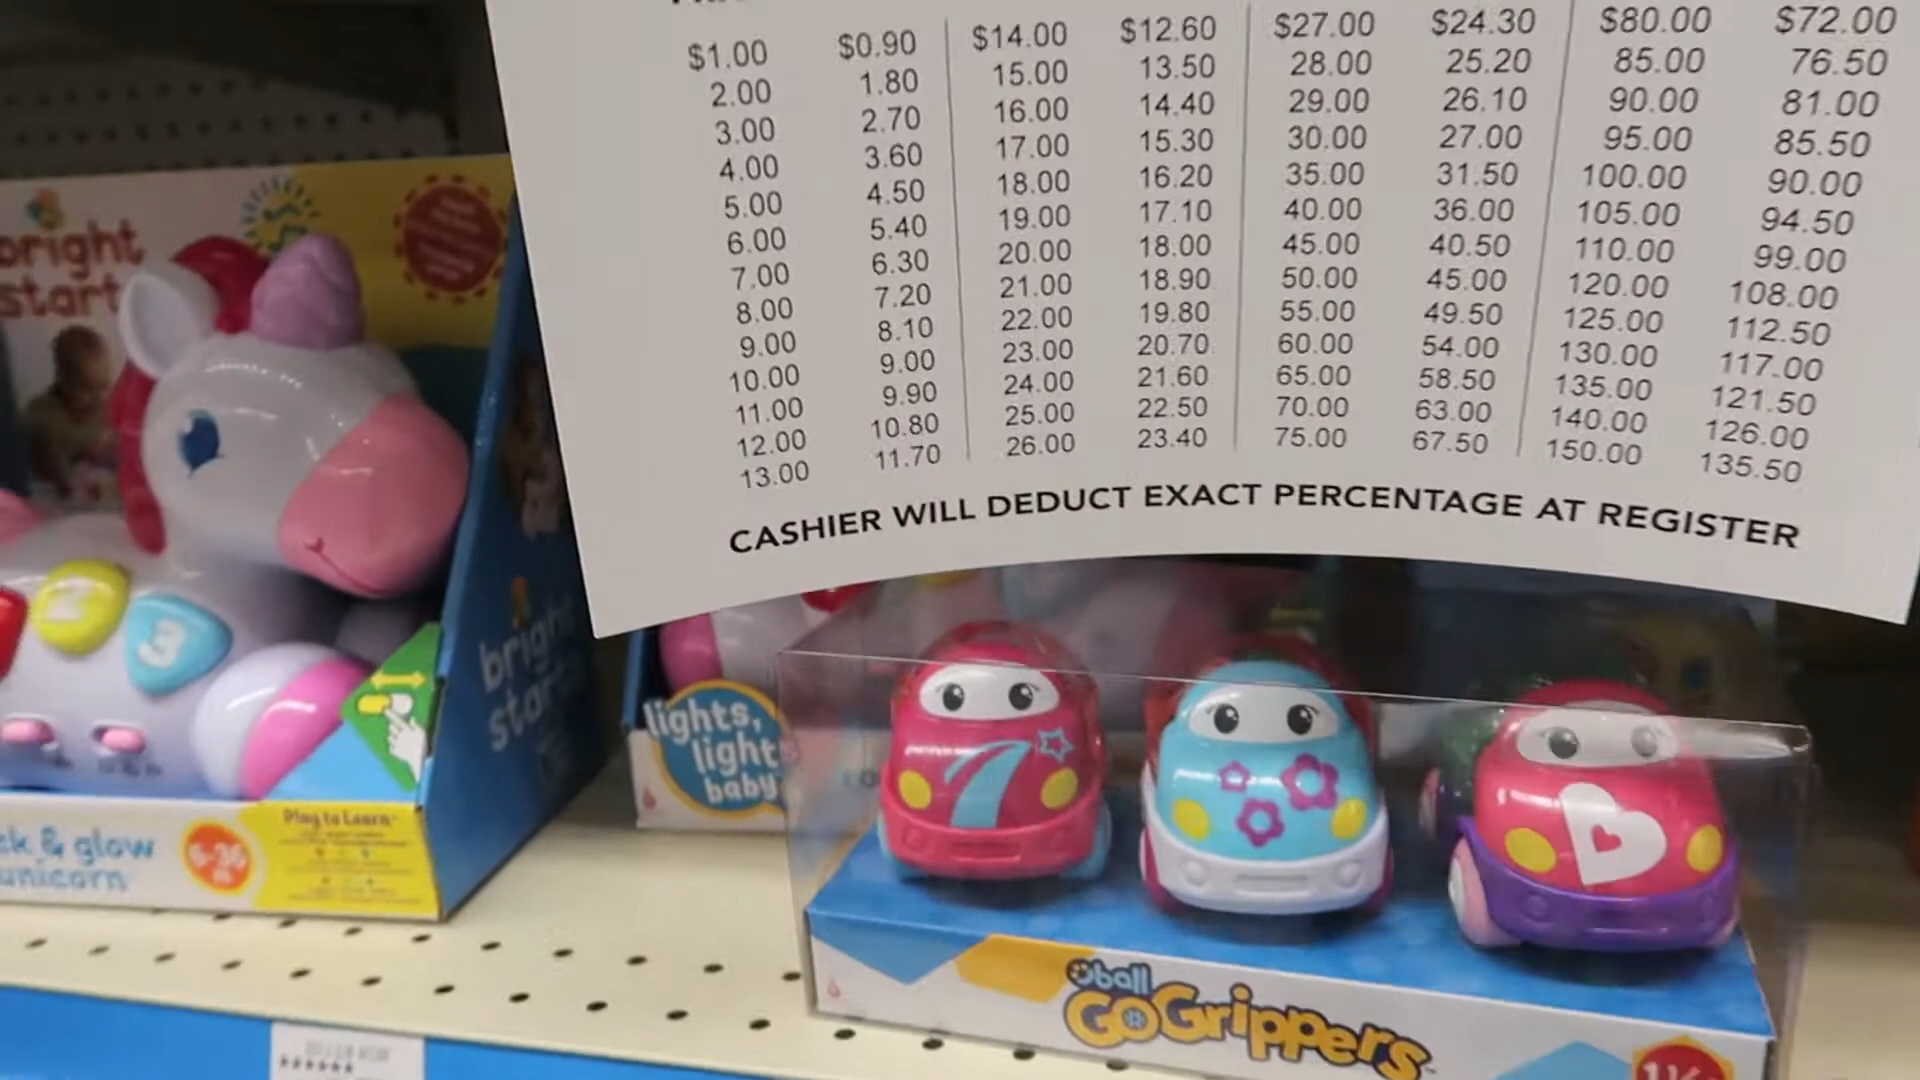 $1.00 $0.90 $14.00 $12.60 $27.00 $24.30 $80.00 $72.00
2.00 1.80 15.00 13.50 28.00 25.20 85.00 76.50
3.00 2.70 16.00 14.40 29.00 26.10 90.00 81.00
4.00 3.60 17.00 15.30 30.00 27.00 95.00 85.50
5.00 4.50 18.00 16.20 35.00 31.50 100.00 90.00
6.00 5.40 19.00 17.10 40.00 36.00 105.00 94.50
7.00 6.30 20.00 18.00 45.00 40.50 110.00 99.00
8.00 7.20 21.00 18.90 50.00 45.00 120.00 108.00
9.00 8.10 22.00 19.80 55.00 49.50 125.00 112.50
10.00 9.00 23.00 20.70 60.00 54.00 130.00 117.00
11.00 9.90 24.00 21.60 65.00 58.50 135.00 121.50
12.00 10.80 25.00 22.50 70.00 63.00 140.00 126.00
13.00 11.70 26.00 23.40 75.00 67.50 150.00 135.50
CASHIER WILL DEDUCT EXACT PERCENTAGE AT REGISTER
bright
start
2
3
bright
start
lights,
lights
baby
Play to Learn
& glow
unicorn
6-36
Oball
GoGrippers